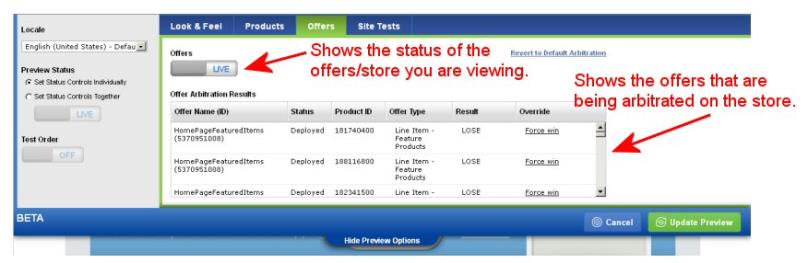 Locale
English (United States) - Defau
Preview Status
Set Status Controls Individually
Set Status Controls Together
LIVE
Test Order
OFF
Look & Feel Products Offers Site Tests
Offers
LIVE
Shows the status of the
offers/store you are viewing.
Revert to Default Arbitration
Shows the offers that are
being arbitrated on the store.
Offer Arbitration Results
Offer Name (ID) Status Product ID Offer Type Result Override
HomePageFeaturedItems
(5370951008) Deployed 181740400 Line Item -
Feature
Products LOSE Force win
HomePageFeaturedItems
(5370951008) Deployed 188116800 Line Item -
Feature
Products LOSE Force win
HomePageFeaturedItems Deployed 182341500 Line Item - LOSE Force win
BETA
Cancel Update Preview
Hide Preview Options